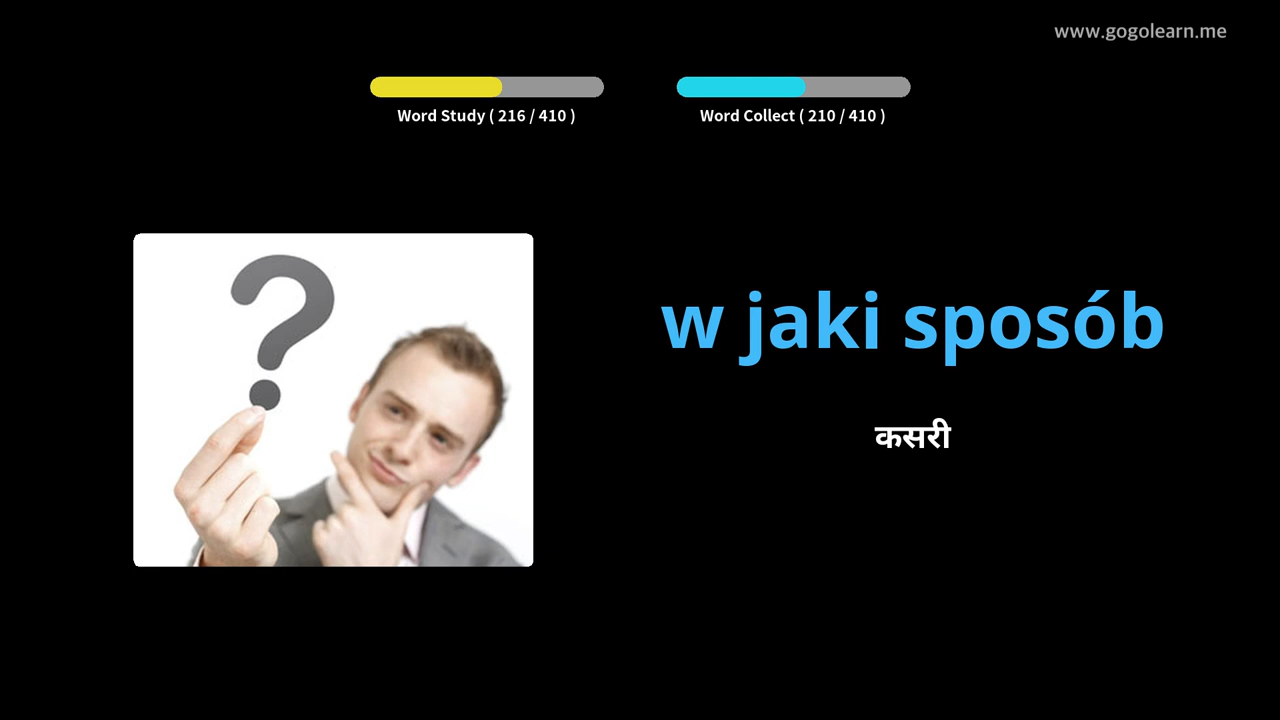 www.gogolearn.me
Word Study ( 216 / 410 )
Word Collect ( 210 / 410 )
w jaki sposób
कसरी